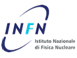 INFN
Istituto Nazionale
di Fisica Nucleare